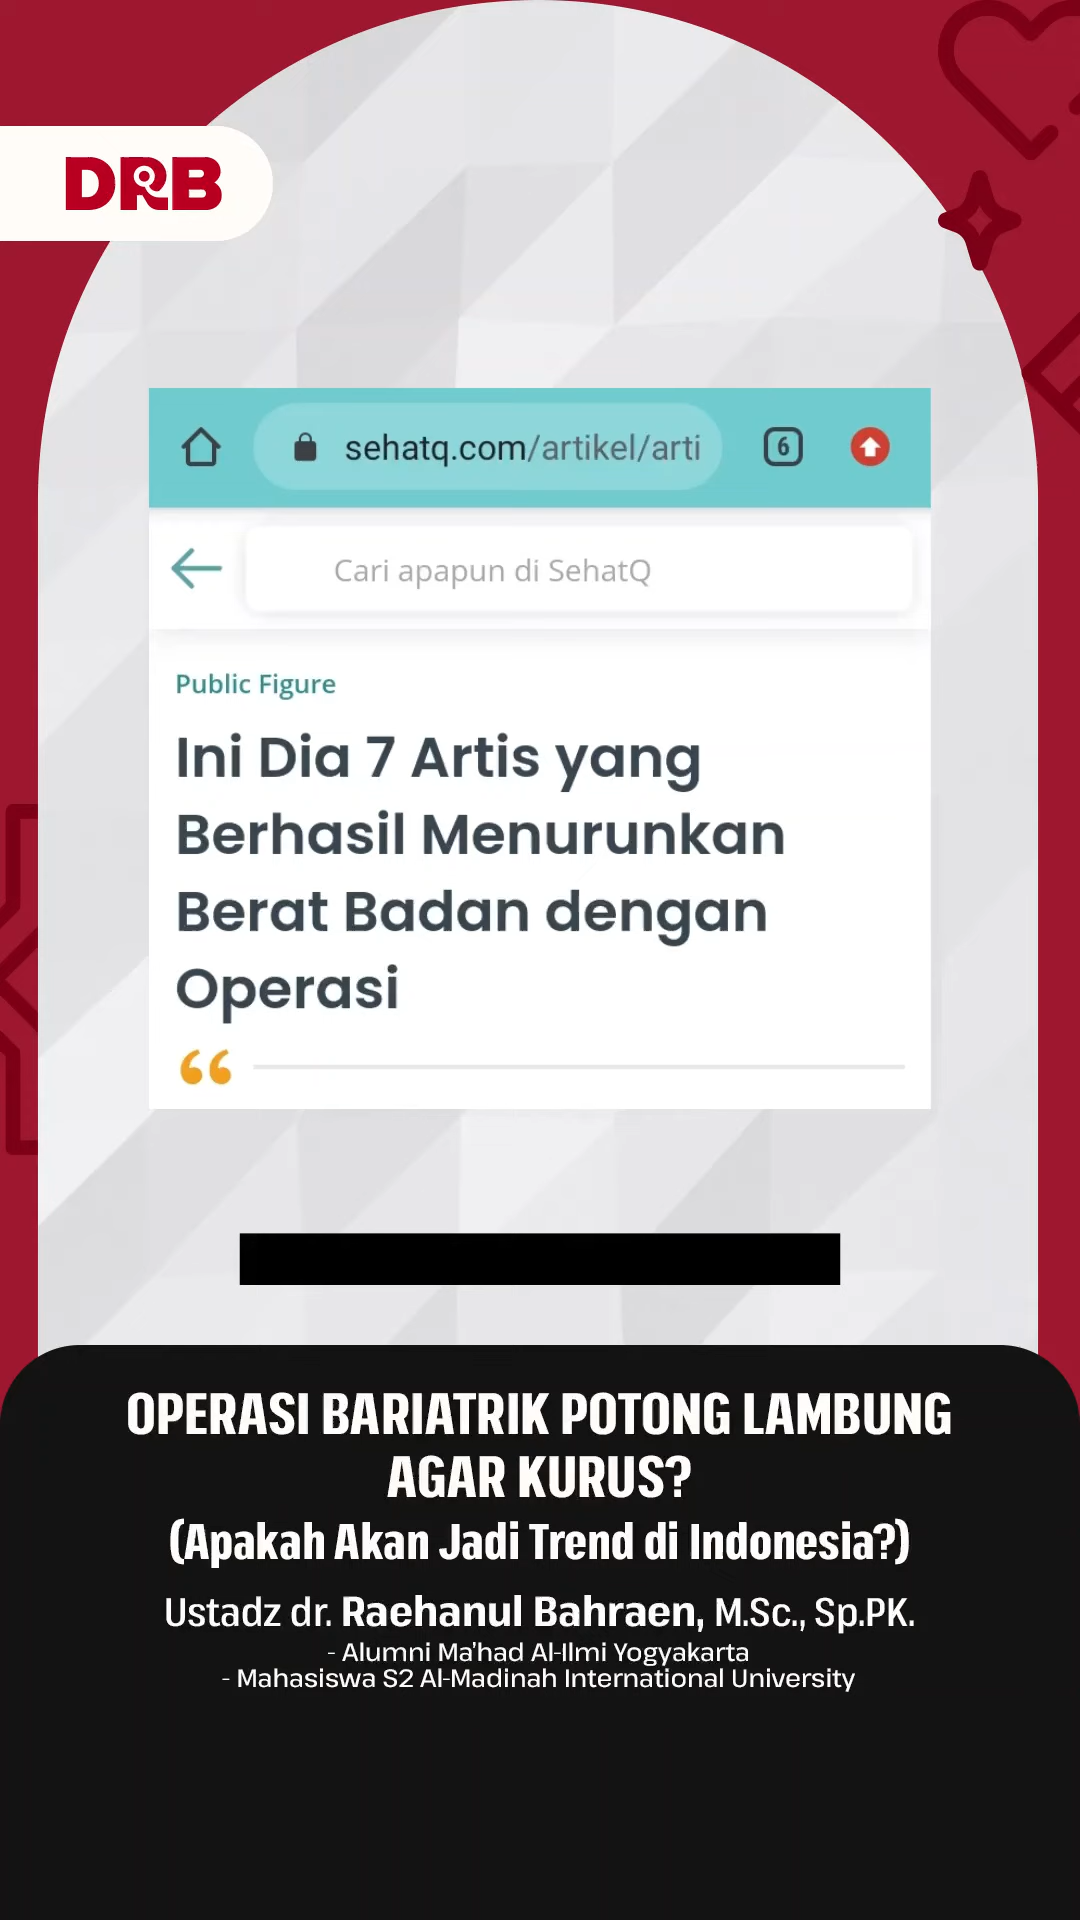 DRB
sehatq.com/artikel/arti
6
Cari apapun di SehatQ
Public Figure
Ini Dia 7 Artis yang
Berhasil Menurunkan
Berat Badan dengan
Operasi
“
OPERASI BARIATRIK POTONG LAMBUNG
AGAR KURUS?
(Apakah Akan Jadi Trend di Indonesia?)
Ustadz dr. Raehanul Bahraen, M.Sc., Sp.PK.
- Alumni Ma'had Al-Ilmi Yogyakarta
- Mahasiswa S2 Al-Madinah International University